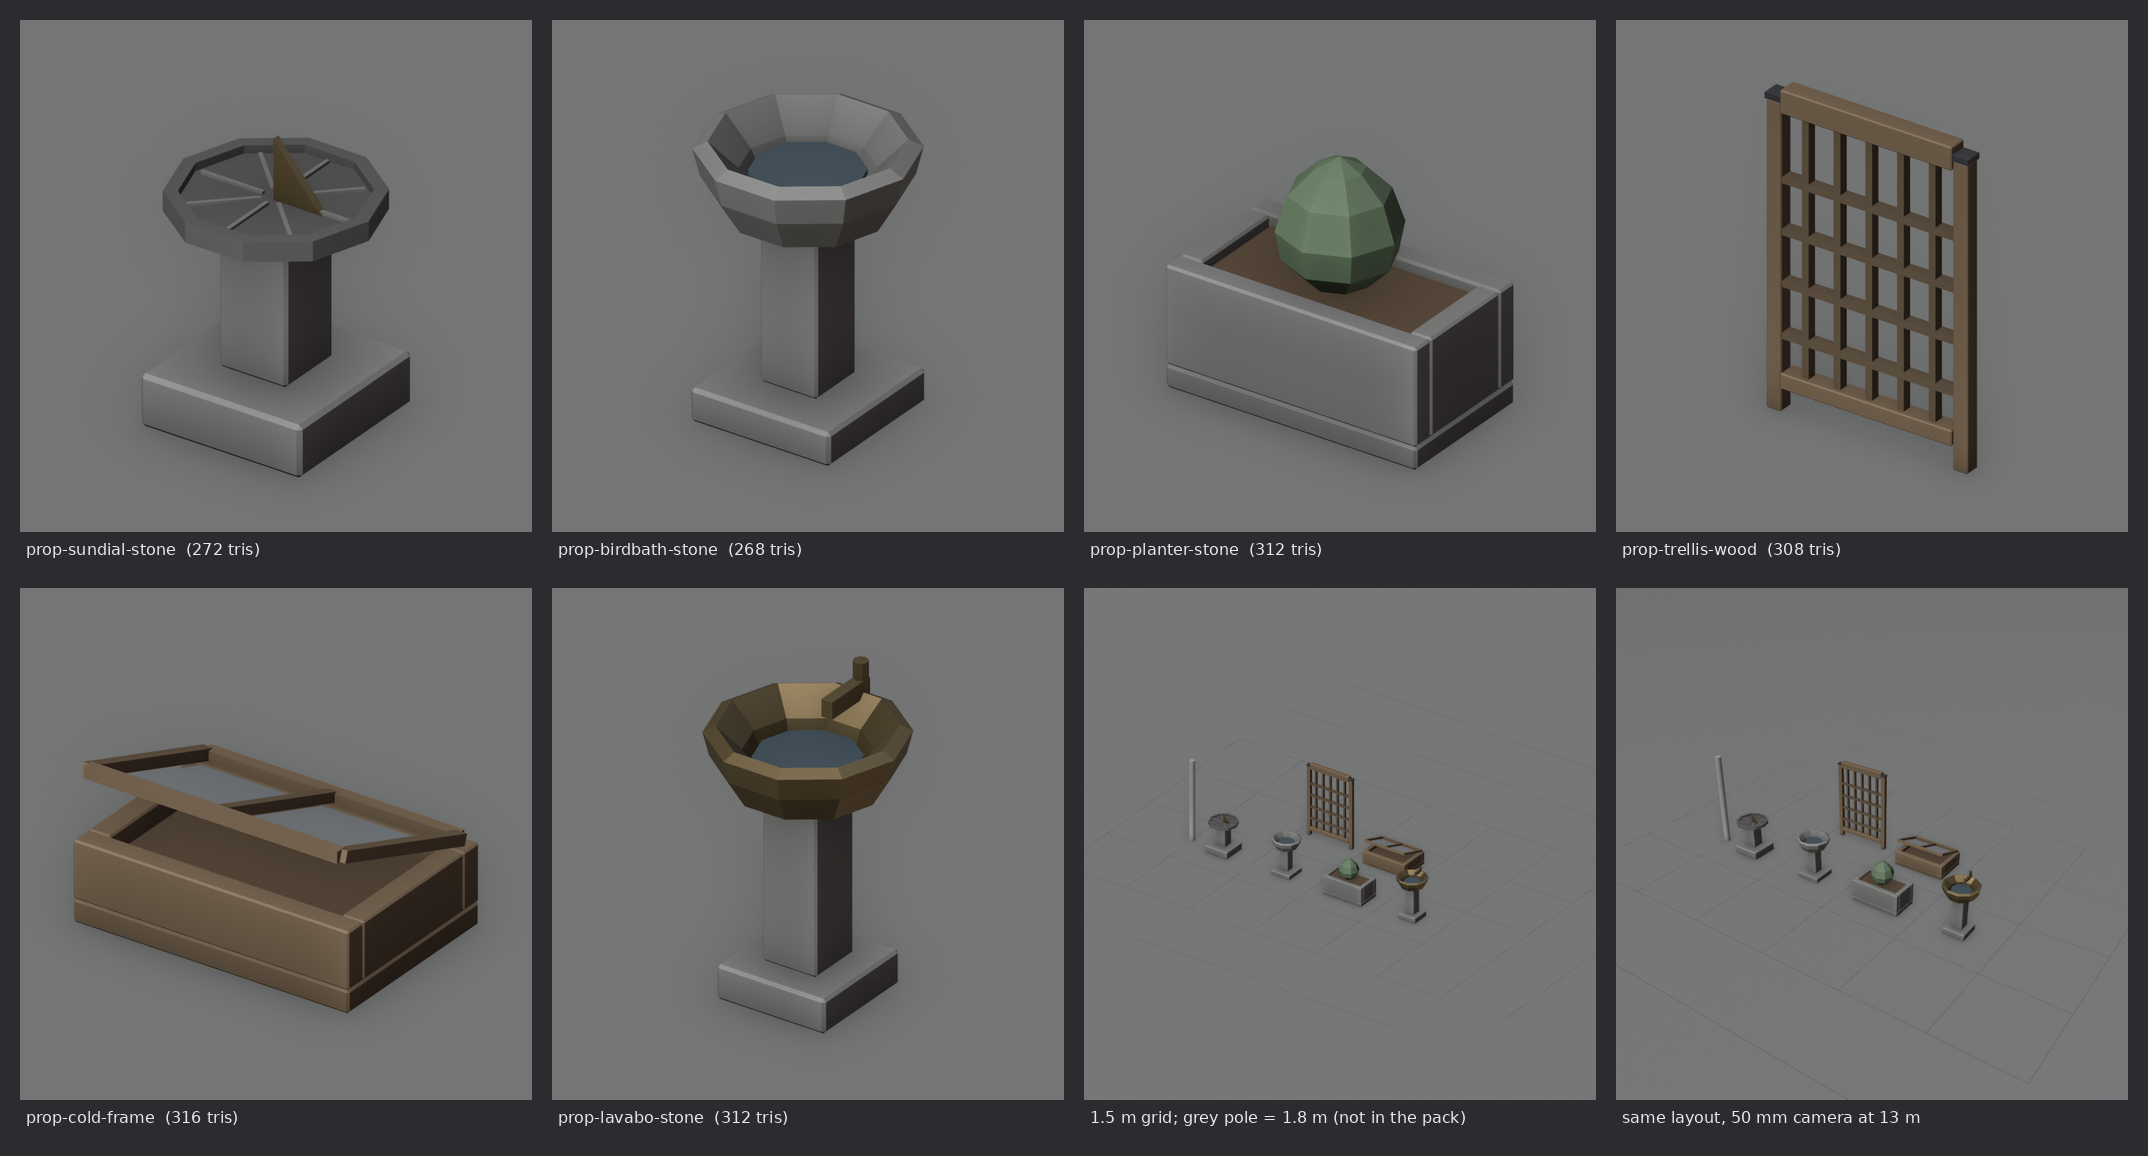 prop-sundial-stone (272 tris)
prop-birdbath-stone (268 tris)
prop-planter-stone (312 tris)
prop-trellis-wood (308 tris)
prop-cold-frame (316 tris)
prop-lavabo-stone (312 tris)
1.5 m grid; grey pole = 1.8 m (not in the pack)
same layout, 50 mm camera at 13 m